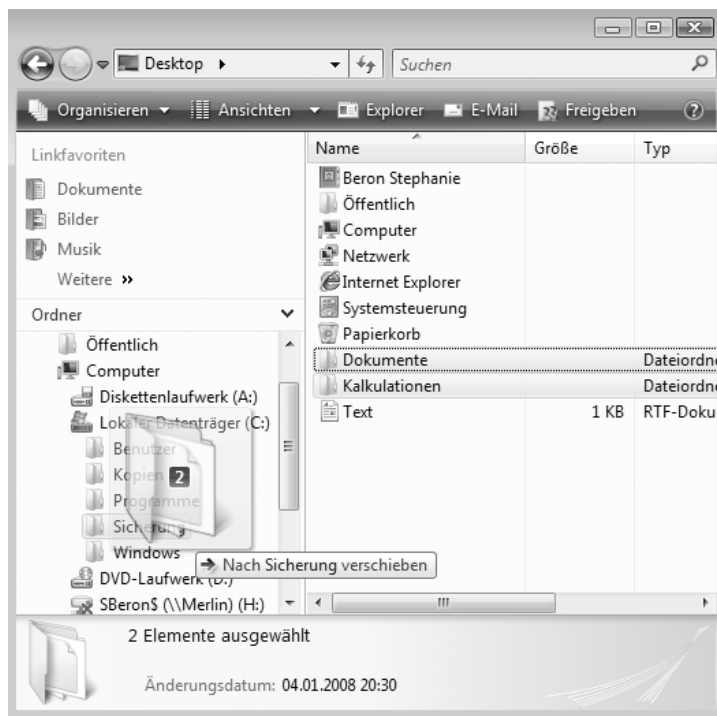 Desktop
Suchen
Organisieren Ansichten Explorer E-Mail Freigeben ?
Linkfavoriten
Dokumente
Bilder
Musik
Weitere »
Ordner
Öffentlich
Computer
Diskettenlaufwerk (A:)
Lokaler Datenträger (C:)
Benutzer
Kopien
2
Programme
Sicherung
Windows
Nach Sicherung verschieben
DVD-Laufwerk (D:)
SBeron$ (\\Merlin) (H:)
Name Größe Typ
Beron Stephanie
Öffentlich
Computer
Netzwerk
Internet Explorer
Systemsteuerung
Papierkorb
Dokumente Dateiordne
Kalkulationen Dateiordne
Text 1 KB RTF-Doku
2 Elemente ausgewählt
Änderungsdatum: 04.01.2008 20:30